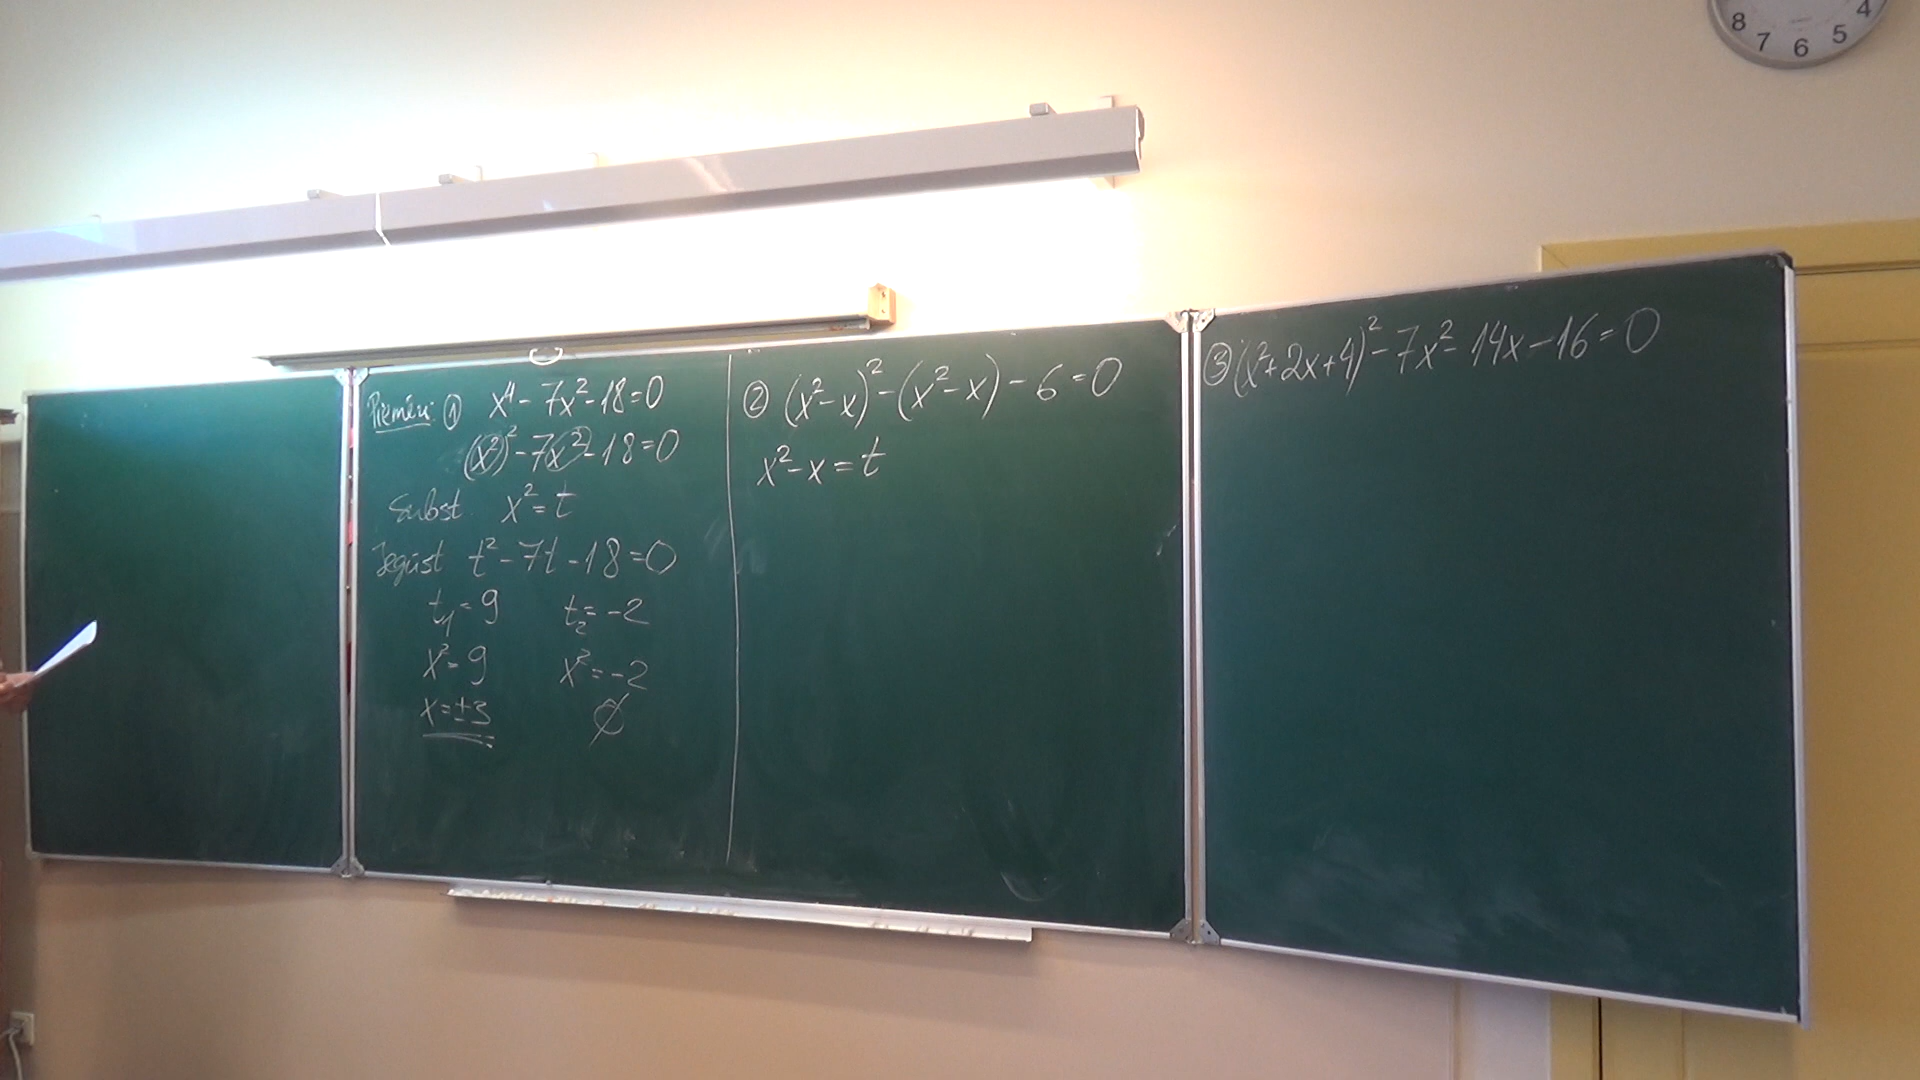 Piemēri: ① x⁴ - 7x² - 18 = 0
(x²)² - 7x² - 18 = 0
Subst. x² = t
Iegūst t² - 7t - 18 = 0
t₁ = 9 t₂ = -2
x² = 9 x² = -2
x = ±3 ∅
② (x² - x)² - (x² - x) - 6 = 0
x² - x = t
③ (x² + 2x + 4)² - 7x² - 14x - 16 = 0
8 7 6 5 4